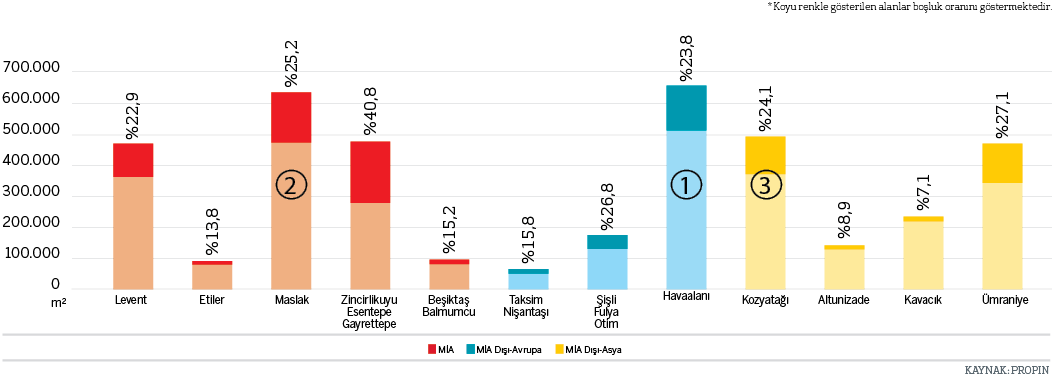 *Koyu renkle gösterilen alanlar boşluk oranını göstermektedir.
700.000
600.000
500.000
400.000
300.000
200.000
100.000
0
m²
%22,9
%13,8
%25,2
%40,8
%15,2
%15,8
%26,8
%23,8
%24,1
%8,9
%7,1
%27,1
2
1
3
Levent
Etiler
Maslak
Zincirlikuyu
Esentepe
Gayrettepe
Beşiktaş
Balmumcu
Taksim
Nişantaşı
Şişli
Fulya
Otim
Havaalanı
Kozyatağı
Altunizade
Kavacık
Ümraniye
MİA
MİA Dışı-Avrupa
MİA Dışı-Asya
KAYNAK: PROPIN